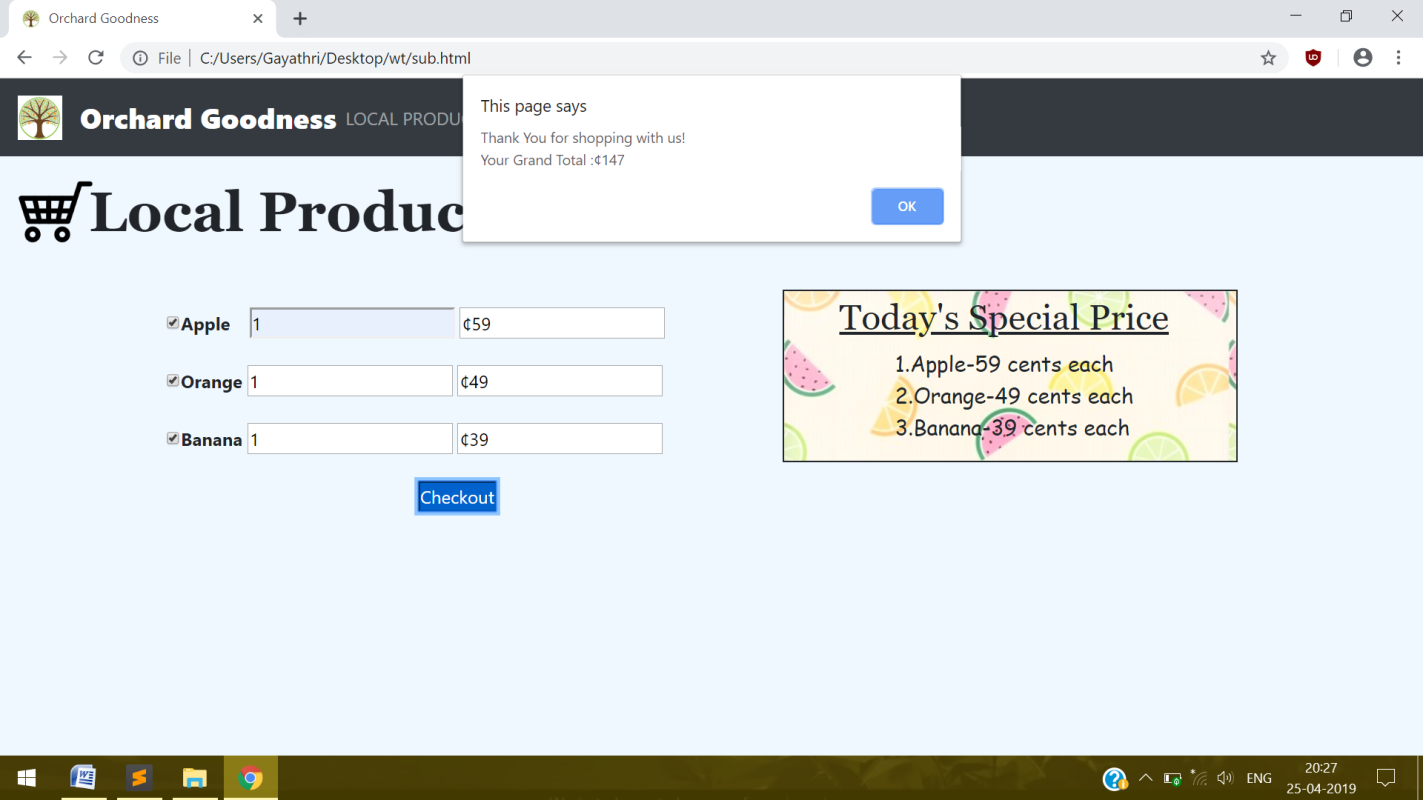 Orchard Goodness
File
C:/Users/Gayathri/Desktop/wt/sub.html
This page says
Thank You for shopping with us!
Your Grand Total :¢147
OK
Orchard Goodness LOCAL PRODU
Local Produc
Apple 1 ¢59
Orange 1 ¢49
Banana 1 ¢39
Checkout
Today's Special Price
1.Apple-59 cents each
2.Orange-49 cents each
3.Banana-39 cents each
ENG
20:27
25-04-2019